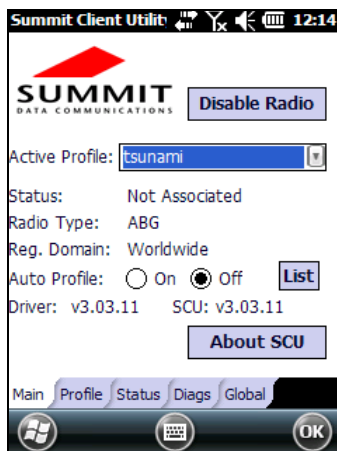 Summit Client Utilit 12:14
SUMMIT
DATA COMMUNICATIONS
Disable Radio
Active Profile: tsunami
Status: Not Associated
Radio Type: ABG
Reg. Domain: Worldwide
Auto Profile: On Off List
Driver: v3.03.11 SCU: v3.03.11
About SCU
Main Profile Status Diags Global
OK